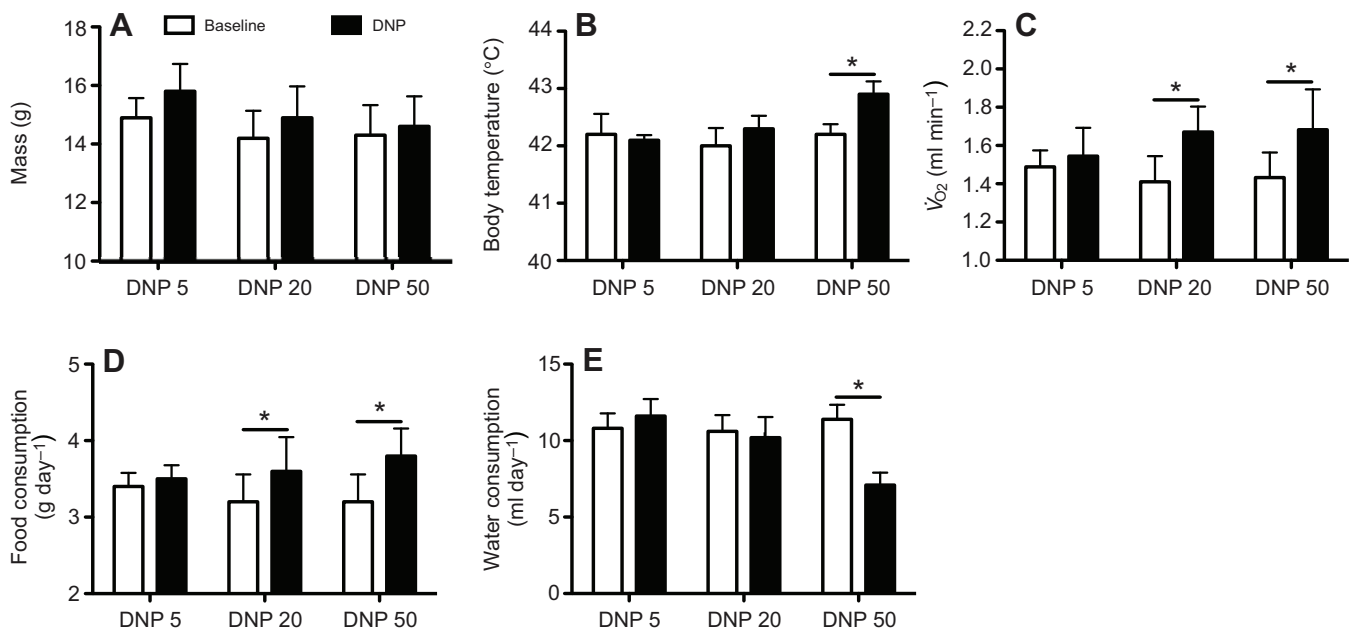 A
Baseline
DNP
Mass (g)
18
16
14
12
10
DNP 5
DNP 20
DNP 50
B
Body temperature (°C)
44
43
42
41
40
*
DNP 5
DNP 20
DNP 50
C
V̇O2 (ml min−1)
2.2
2.0
1.8
1.6
1.4
1.2
1.0
*
*
DNP 5
DNP 20
DNP 50
D
Food consumption
(g day−1)
5
4
3
2
*
*
DNP 5
DNP 20
DNP 50
E
Water consumption
(ml day−1)
15
10
5
0
*
DNP 5
DNP 20
DNP 50